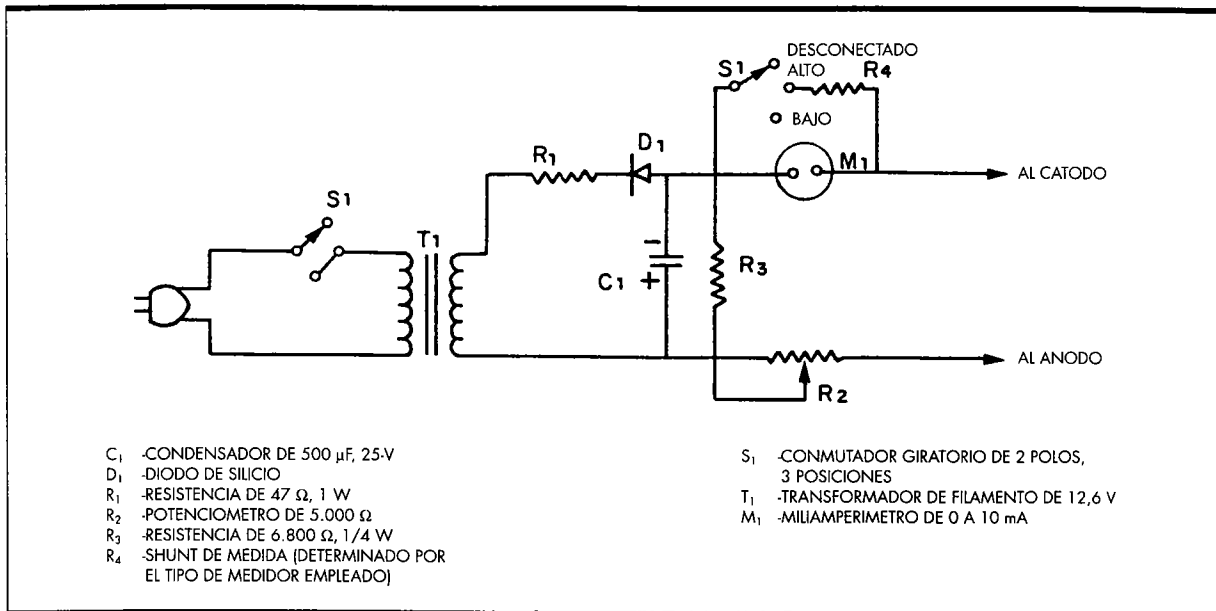 DESCONECTADO
S1
ALTO
R4
BAJO
R1
D1
M1
AL CATODO
S1
T1
−
C1
+
R3
AL ANODO
R2
C1 -CONDENSADOR DE 500 µF, 25-V
D1 -DIODO DE SILICIO
R1 -RESISTENCIA DE 47 Ω, 1 W
R2 -POTENCIOMETRO DE 5.000 Ω
R3 -RESISTENCIA DE 6.800 Ω, 1/4 W
R4 -SHUNT DE MEDIDA (DETERMINADO POR
EL TIPO DE MEDIDOR EMPLEADO)
S1 -CONMUTADOR GIRATORIO DE 2 POLOS,
3 POSICIONES
T1 -TRANSFORMADOR DE FILAMENTO DE 12,6 V
M1 -MILIAMPERIMETRO DE 0 A 10 mA